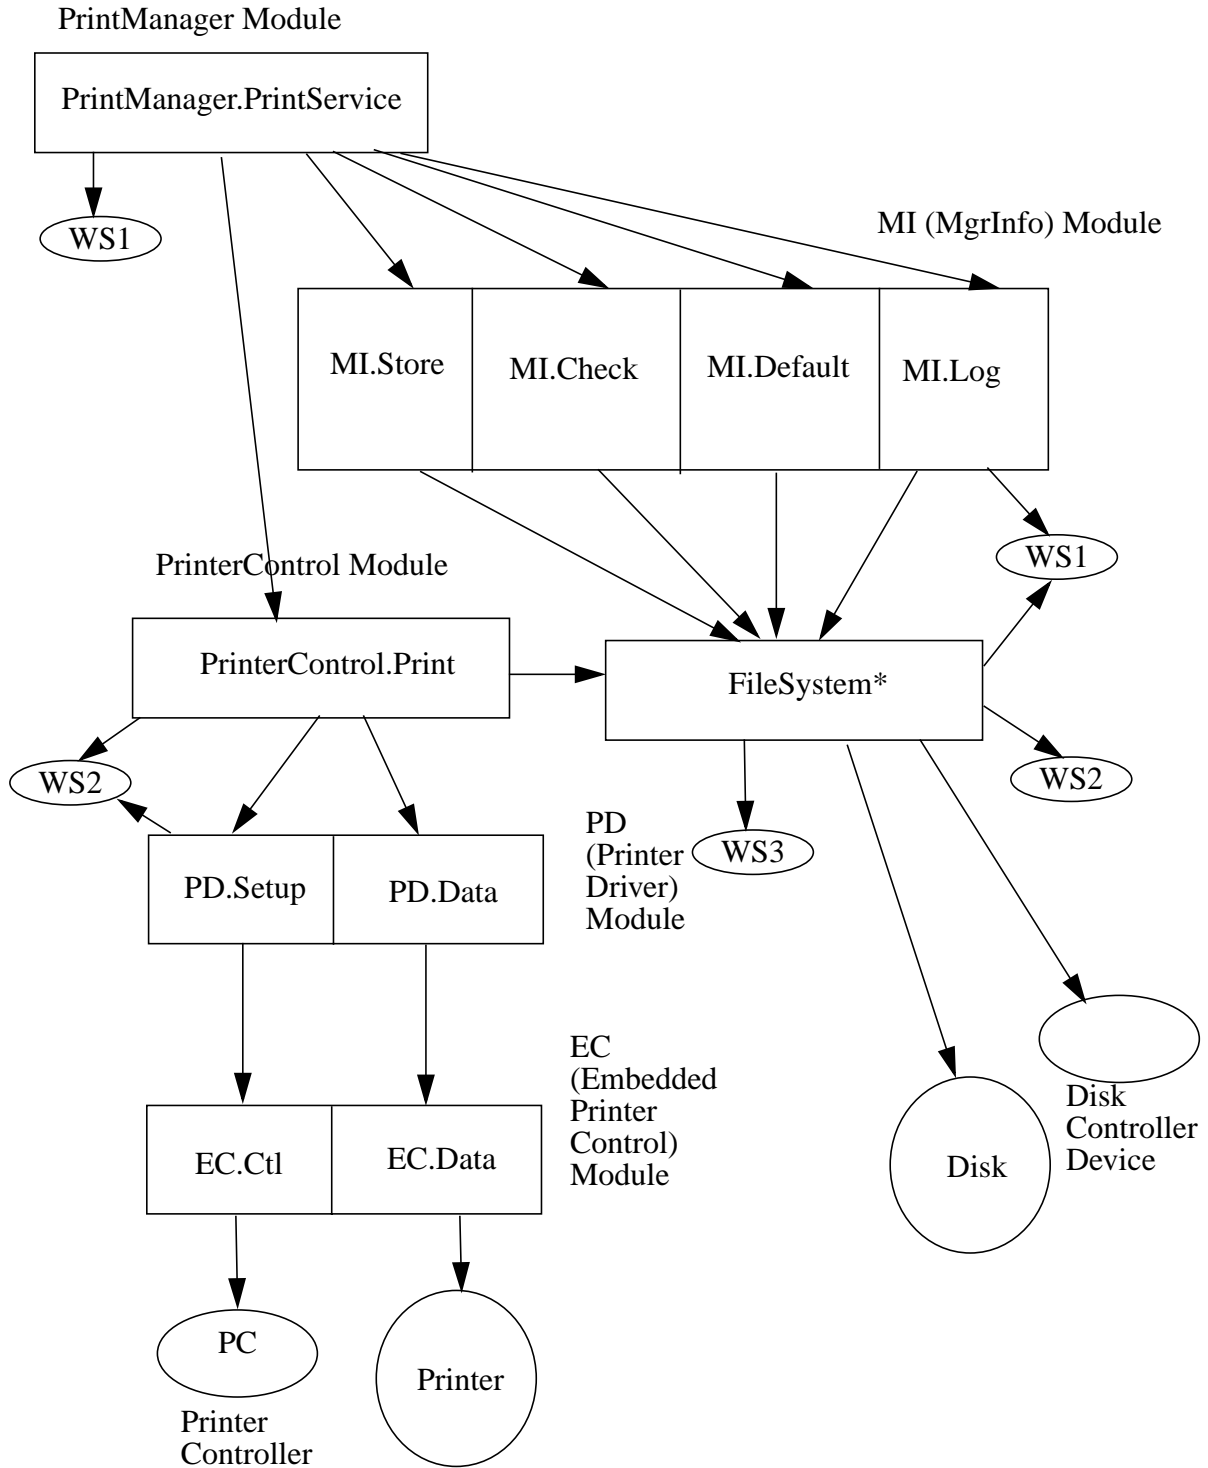 PrintManager Module
PrintManager.PrintService
WS1
MI (MgrInfo) Module
MI.Store
MI.Check
MI.Default
MI.Log
WS1
PrinterControl Module
PrinterControl.Print
FileSystem*
WS2
WS2
PD
(Printer
Driver)
Module
WS3
PD.Setup
PD.Data
EC
(Embedded
Printer
Control)
Module
Disk
Controller
Device
EC.Ctl
EC.Data
Disk
PC
Printer
Printer
Controller